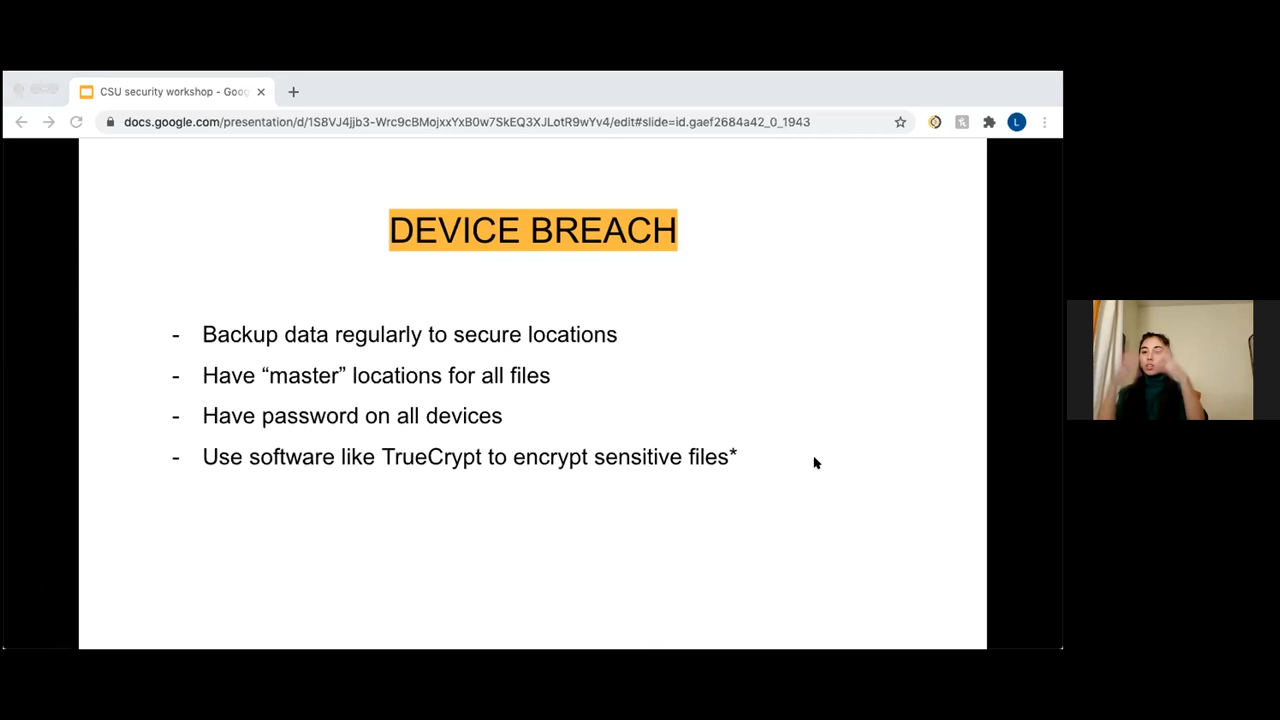 CSU security workshop - Goog
docs.google.com/presentation/d/1S8VJ4jjb3-Wrc9cBMojxxYxB0w7SkEQ3XJLotR9wYv4/edit#slide=id.gaef2684a42_0_1943
L
DEVICE BREACH
- Backup data regularly to secure locations
- Have “master” locations for all files
- Have password on all devices
- Use software like TrueCrypt to encrypt sensitive files*